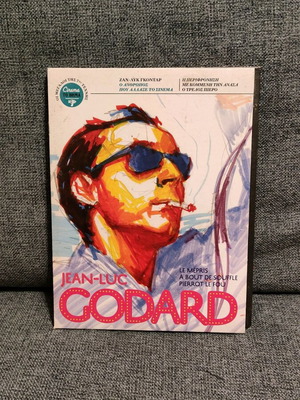 Cinema
ΖΑΝ-ΛΥΚ ΓΚΟΝΤΑΡ
Ο ΑΝΘΡΩΠΟΣ
ΠΟΥ ΑΛΛΑΞΕ ΤΟ ΣΙΝΕΜΑ
Η ΠΕΡΙΦΡΟΝΗΣΗ
ΜΕ ΚΟΜΜΕΝΗ ΤΗΝ ΑΝΑΣΑ
Ο ΤΡΕΛΟΣ ΠΙΕΡΟ
JEAN-LUC
GODARD
LE MÉPRIS
À BOUT DE SOUFFLE
PIERROT LE FOU